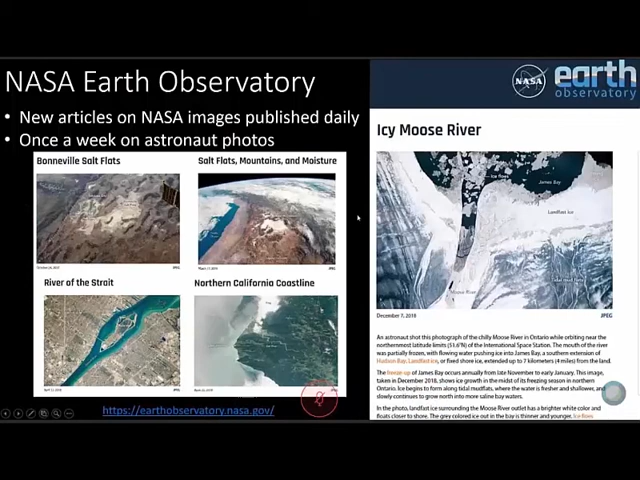 NASA Earth Observatory
• New articles on NASA images published daily
• Once a week on astronaut photos
Bonneville Salt Flats
Salt Flats, Mountains, and Moisture
JPEG
JPEG
River of the Strait
Northern California Coastline
JPEG
JPEG
https://earthobservatory.nasa.gov/
NASA
earth
observatory
Icy Moose River
Ice floes
James Bay
Landfast Ice
Moose River
December 7, 2018
JPEG
An astronaut shot this photograph of the chilly Moose River in Ontario while orbiting near the
northernmost latitude limits (51.6°N) of the International Space Station. The mouth of the river
was partially frozen, with flowing water pushing ice into James Bay, a southern extension of
Hudson Bay. Landfast ice, or fixed shore ice, extended up to 7 kilometers (4 miles) from the land.
The freeze-up of James Bay occurs annually from late November to early January. This image,
taken in December 2018, shows ice growth in the midst of its freezing season in northern
Ontario. Ice begins to form along tidal mudflats, where the water is fresher and shallower, and
slowly continues to grow north into more saline bay waters.
In the photo, landfast ice surrounding the Moose River outlet has a brighter white color and
floats closer to shore. The grey colored ice out in the bay is thinner and younger. Ice floes